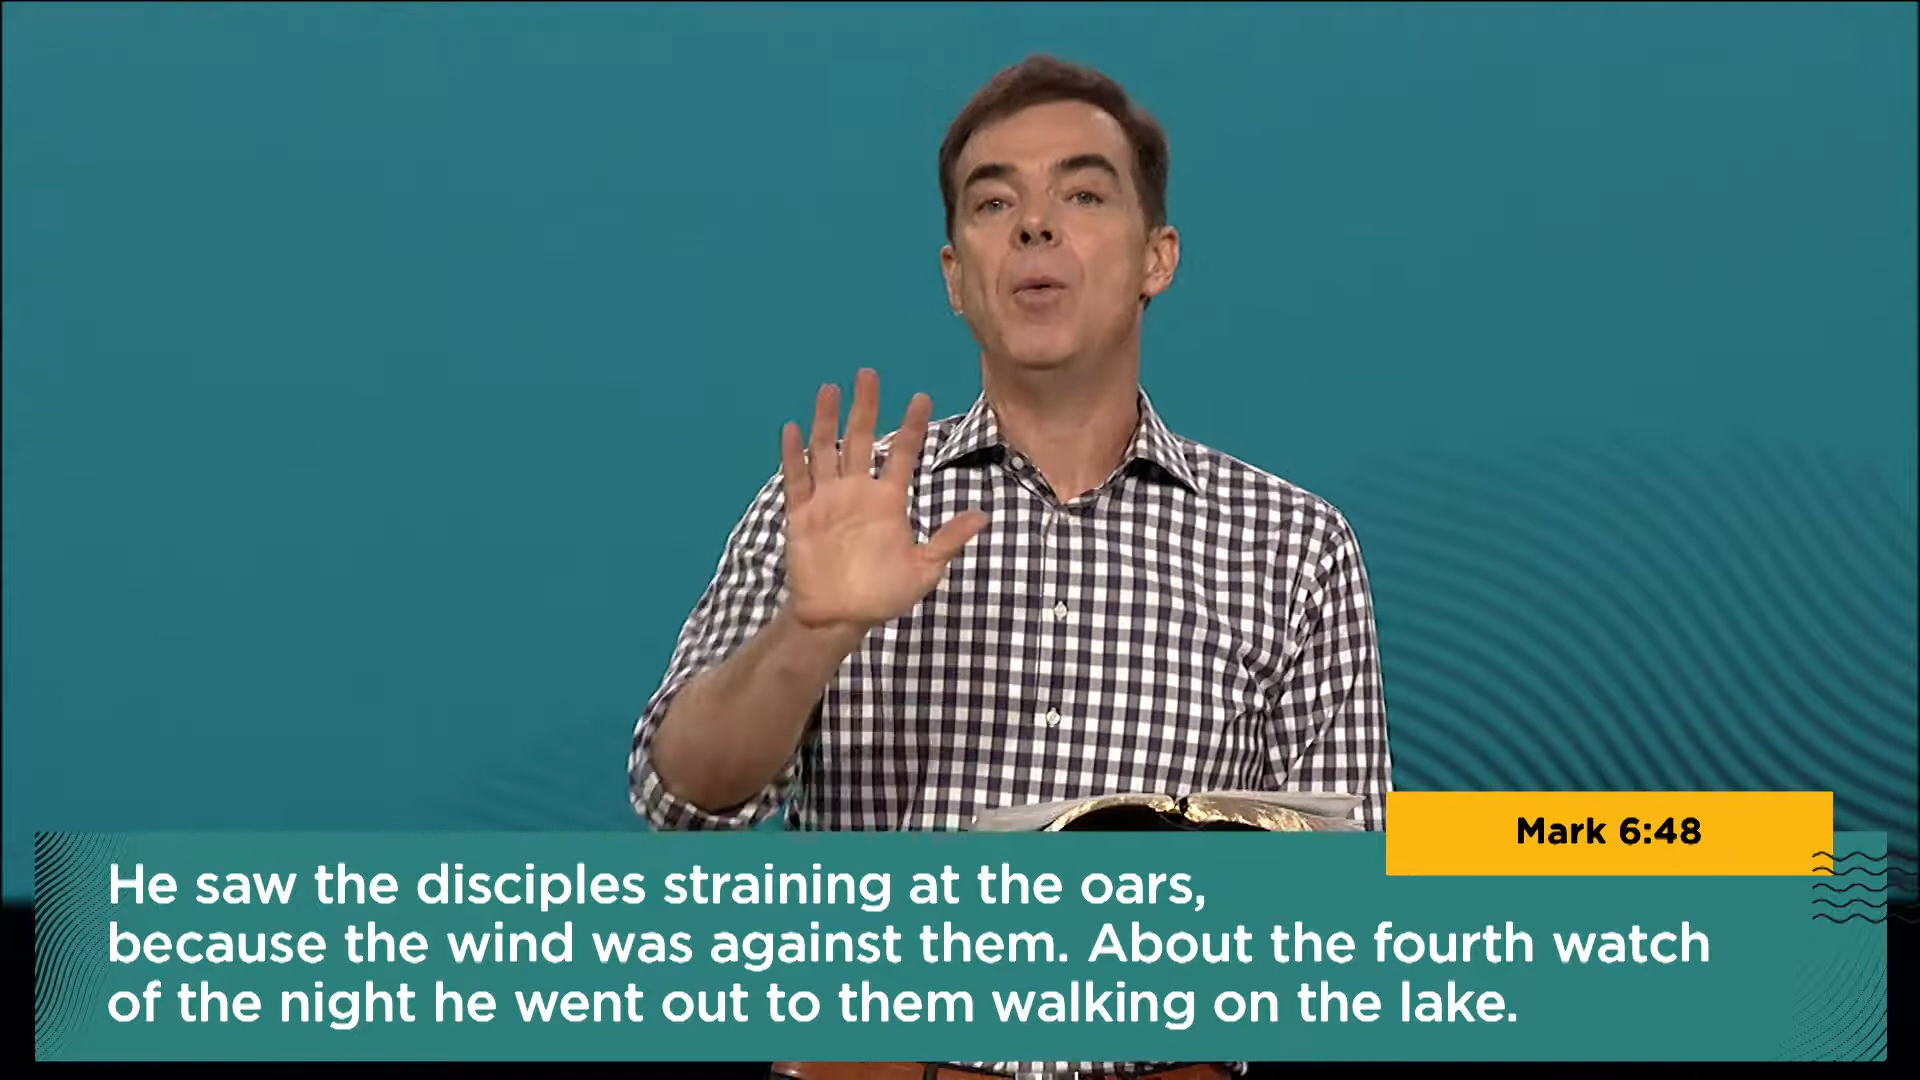 Mark 6:48
He saw the disciples straining at the oars,
because the wind was against them. About the fourth watch
of the night he went out to them walking on the lake.